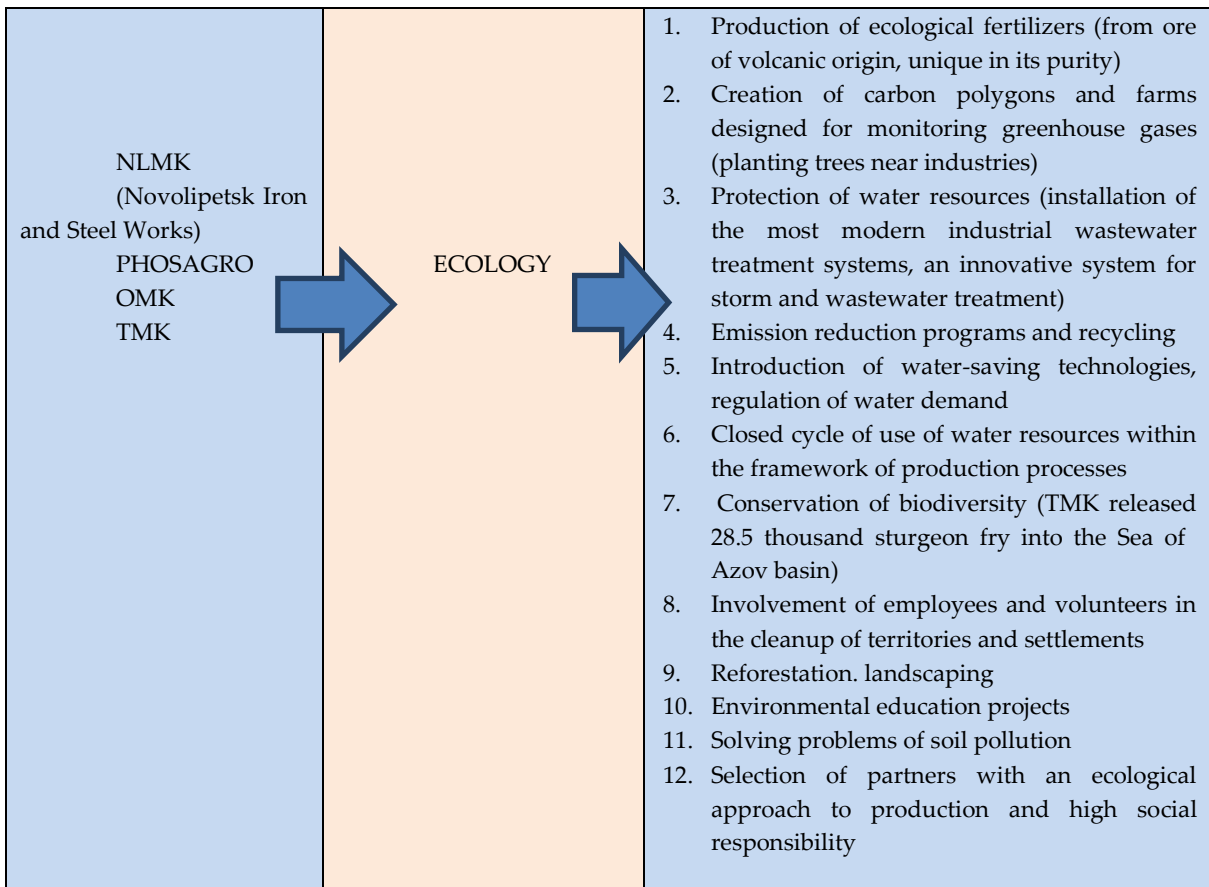 NLMK
(Novolipetsk Iron
and Steel Works)
PHOSAGRO
OMK
TMK
ECOLOGY
1. Production of ecological fertilizers (from ore
of volcanic origin, unique in its purity)
2. Creation of carbon polygons and farms
designed for monitoring greenhouse gases
(planting trees near industries)
3. Protection of water resources (installation of
the most modern industrial wastewater
treatment systems, an innovative system for
storm and wastewater treatment)
4. Emission reduction programs and recycling
5. Introduction of water-saving technologies,
regulation of water demand
6. Closed cycle of use of water resources within
the framework of production processes
7. Conservation of biodiversity (TMK released
28.5 thousand sturgeon fry into the Sea of
Azov basin)
8. Involvement of employees and volunteers in
the cleanup of territories and settlements
9. Reforestation. landscaping
10. Environmental education projects
11. Solving problems of soil pollution
12. Selection of partners with an ecological
approach to production and high social
responsibility